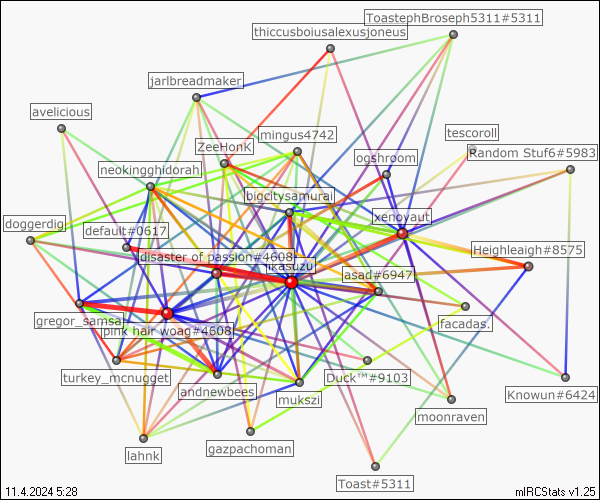 ToastephBroseph5311#5311
thiccusboiusalexusjoneus
jarlbreadmaker
avelicious
mingus4742
tescoroll
ZeeHonK
Random Stuf6#5983
ogshroom
neokingghidorah
bigcitysamurai
xenoyaut
doggerdig
default#0617
disaster of passion#4608
Heighleaigh#8575
ikasuzu
asad#6947
gregor_samsa
facadas.
pink hair woag#4608
turkey_mcnugget
Duck™#9103
andnewbees
Knowun#6424
mukszi
moonraven
gazpachoman
lahnk
Toast#5311
11.4.2024 5:28
mIRCStats v1.25